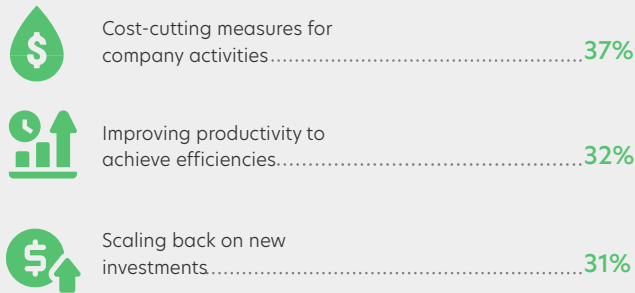 Cost-cutting measures for
company activities........................................................37%
Improving productivity to
achieve efficiencies.......................................................32%
Scaling back on new
investments....................................................................31%